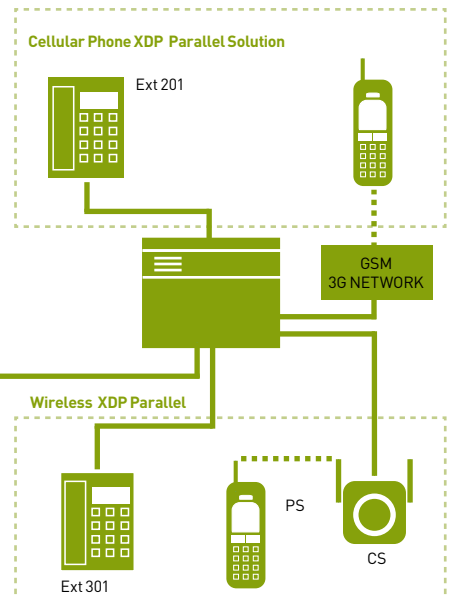 Cellular Phone XDP Parallel Solution
Ext 201
GSM
3G NETWORK
Wireless XDP Parallel
PS
CS
Ext 301